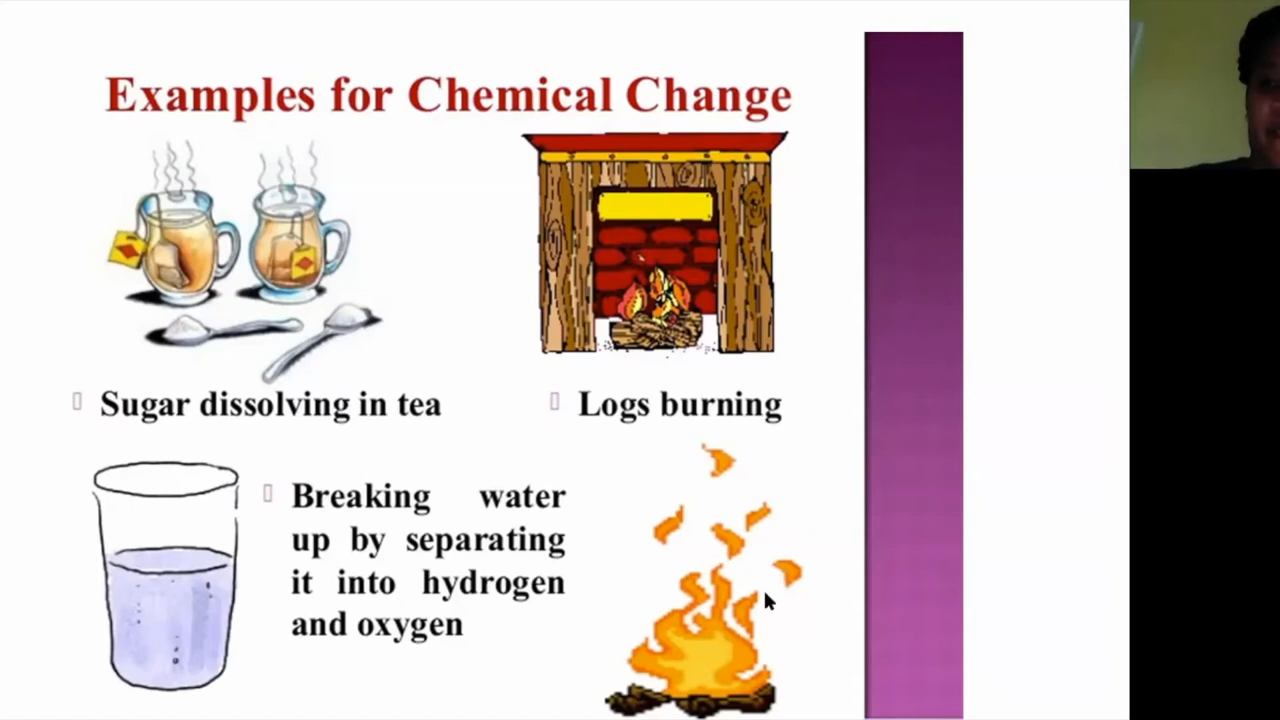 Examples for Chemical Change
Sugar dissolving in tea
Logs burning
Breaking water
up by separating
it into hydrogen
and oxygen